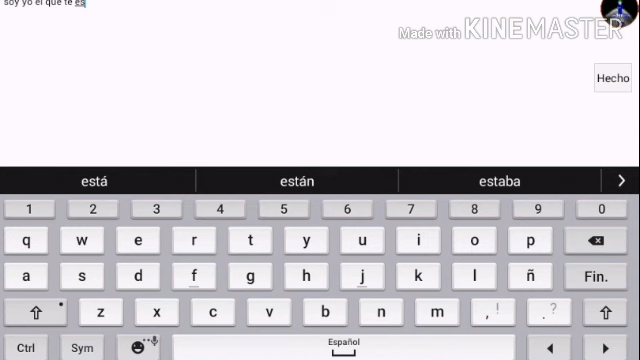 soy yo el que te es
Made with KINEMASTER
Hecho
está están estaba
1 2 3 4 5 6 7 8 9 0
q w e r t y u i o p
a s d f g h j k l ñ Fin.
z x c v b n m , ! . ?
Ctrl Sym Español